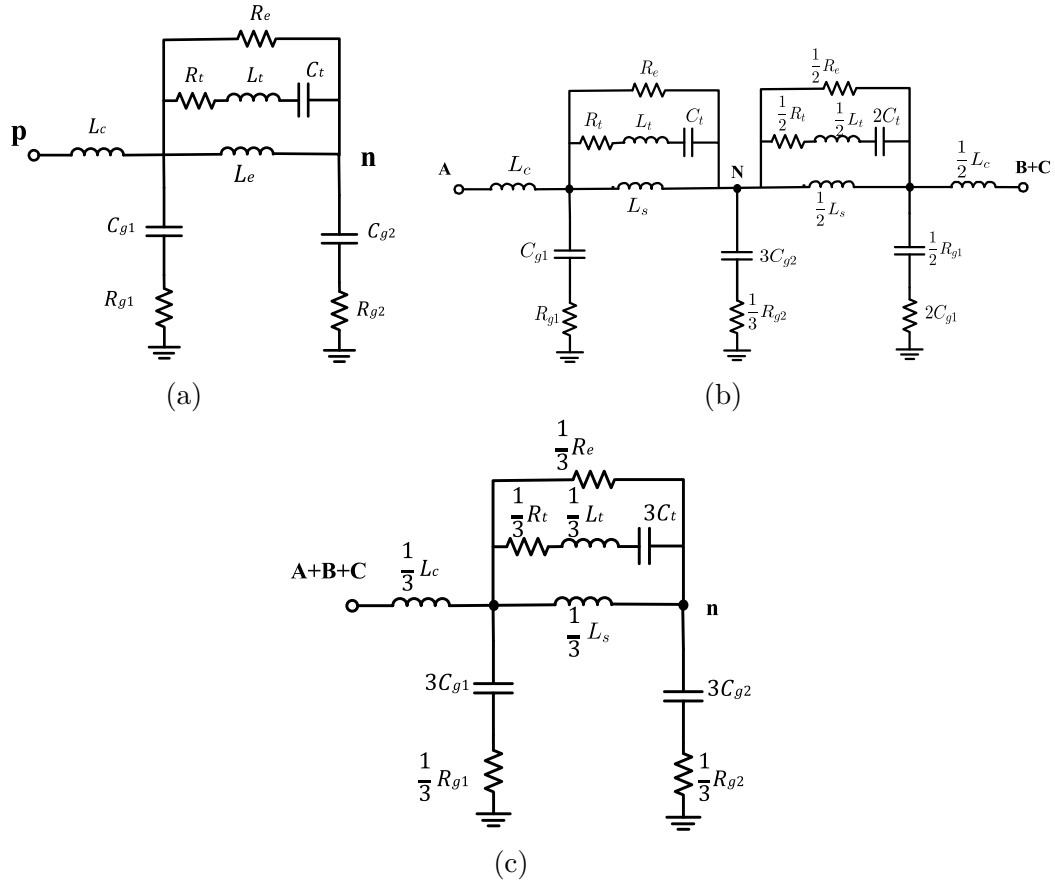 Re
Rt Lt Ct
p Lc
Le n
Cg1 Cg2
Rg1 Rg2
(a)
Re 1/2 Re
Rt Lt Ct 1/2 Rt 1/2 Lt 2Ct
A Lc N 1/2 Lc B+C
Ls 1/2 Ls
Cg1 3Cg2 1/2 Rg1
Rg1 1/3 Rg2 2Cg1
(b)
1/3 Re
1/3 Rt 1/3 Lt 3Ct
A+B+C 1/3 Lc
1/3 Ls n
3Cg1 3Cg2
1/3 Rg1 1/3 Rg2
(c)